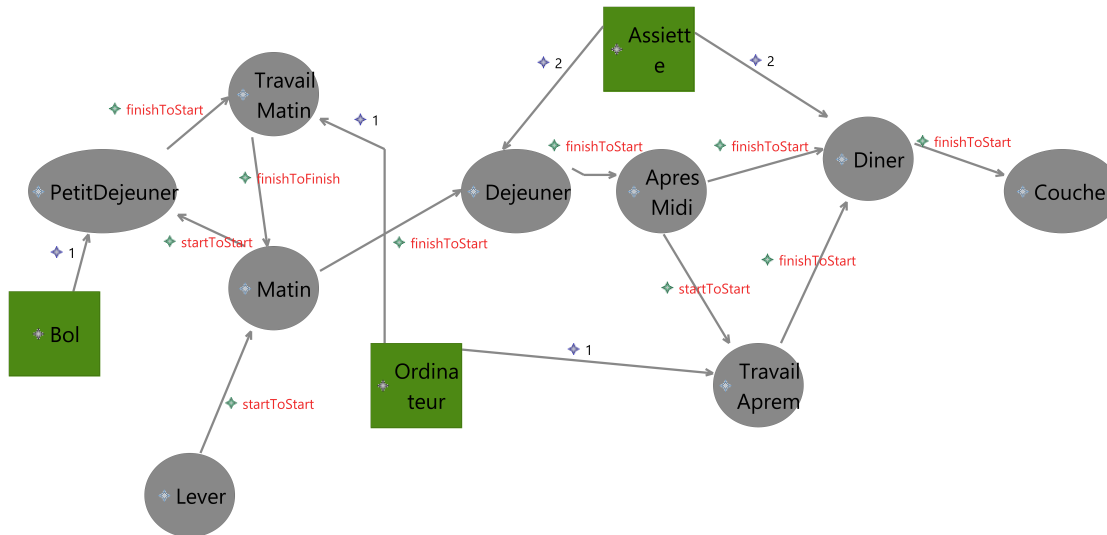 Assiett
e
2
2
Travail
Matin
finishToStart
1
finishToStart
finishToStart
finishToStart
Diner
finishToFinish
PetitDejeuner
Dejeuner
Apres
Midi
Couche
startToStart
finishToStart
1
finishToStart
Matin
startToStart
Bol
1
Ordina
teur
Travail
Aprem
startToStart
Lever